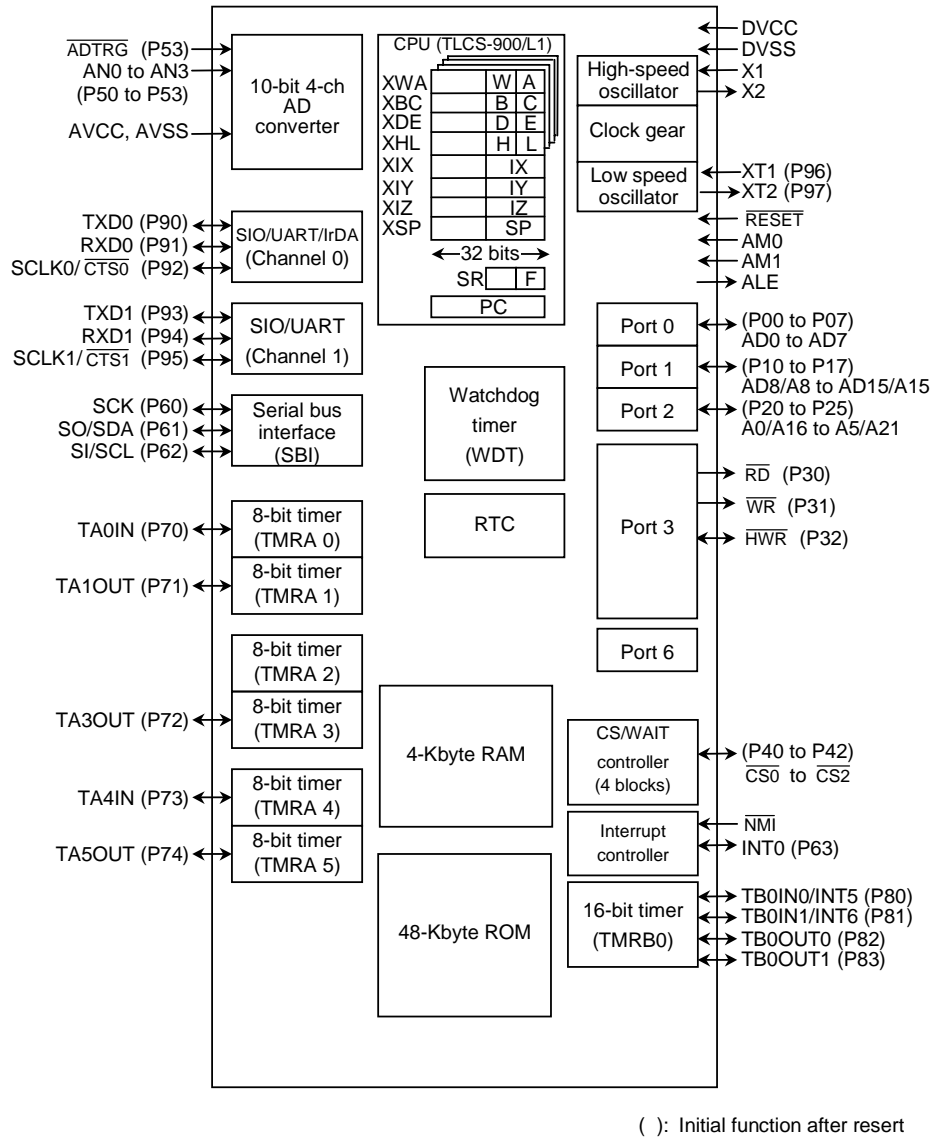 ADTRG (P53)
AN0 to AN3
(P50 to P53)
AVCC, AVSS
10-bit 4-ch
AD
converter
TXD0 (P90)
RXD0 (P91)
SCLK0/ CTS0 (P92)
SIO/UART/IrDA
(Channel 0)
TXD1 (P93)
RXD1 (P94)
SCLK1/ CTS1 (P95)
SIO/UART
(Channel 1)
SCK (P60)
SO/SDA (P61)
SI/SCL (P62)
Serial bus
interface
(SBI)
TA0IN (P70)
8-bit timer
(TMRA 0)
TA1OUT (P71)
8-bit timer
(TMRA 1)
8-bit timer
(TMRA 2)
TA3OUT (P72)
8-bit timer
(TMRA 3)
TA4IN (P73)
8-bit timer
(TMRA 4)
TA5OUT (P74)
8-bit timer
(TMRA 5)
CPU (TLCS-900/L1)
XWA W A
XBC B C
XDE D E
XHL H L
XIX IX
XIY IY
XIZ IZ
XSP SP
32 bits
SR F
PC
Watchdog
timer
(WDT)
RTC
4-Kbyte RAM
48-Kbyte ROM
DVCC
DVSS
High-speed
oscillator
X1
X2
Clock gear
Low speed
oscillator
XT1 (P96)
XT2 (P97)
RESET
AM0
AM1
ALE
Port 0
(P00 to P07)
AD0 to AD7
Port 1
(P10 to P17)
AD8/A8 to AD15/A15
Port 2
(P20 to P25)
A0/A16 to A5/A21
Port 3
RD (P30)
WR (P31)
HWR (P32)
Port 6
CS/WAIT
controller
(4 blocks)
(P40 to P42)
CS0 to CS2
Interrupt
controller
NMI
INT0 (P63)
16-bit timer
(TMRB0)
TB0IN0/INT5 (P80)
TB0IN1/INT6 (P81)
TB0OUT0 (P82)
TB0OUT1 (P83)
( ): Initial function after resert